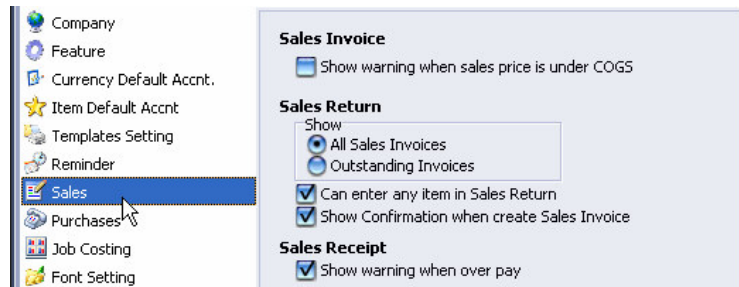 Company
Feature
Currency Default Accnt.
Item Default Accnt
Templates Setting
Reminder
Sales
Purchases
Job Costing
Font Setting
Sales Invoice
Show warning when sales price is under COGS
Sales Return
Show
All Sales Invoices
Outstanding Invoices
Can enter any item in Sales Return
Show Confirmation when create Sales Invoice
Sales Receipt
Show warning when over pay